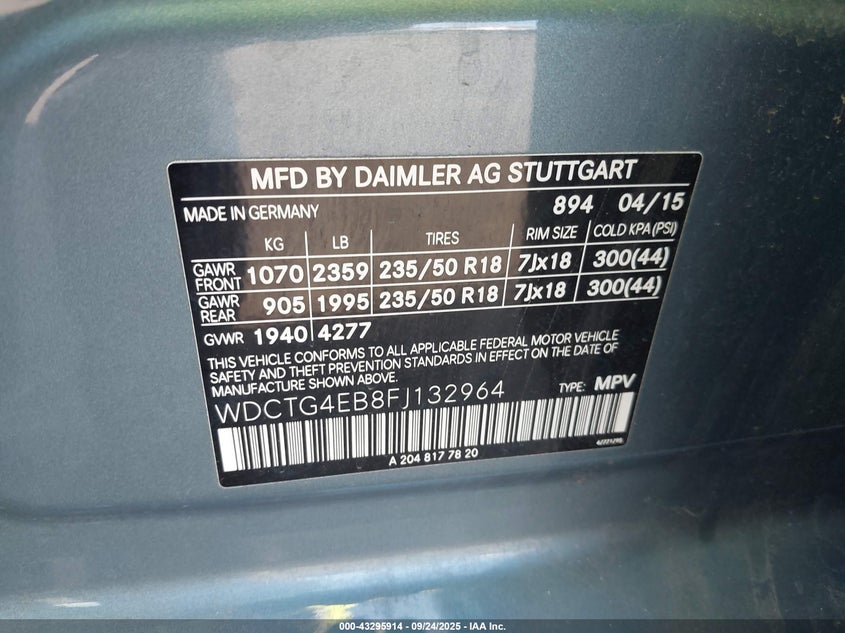 MFD BY DAIMLER AG STUTTGART
MADE IN GERMANY 894 04/15
KG LB TIRES RIM SIZE COLD KPA(PSI)
GAWR FRONT 1070 2359 235/50 R18 7Jx18 300(44)
GAWR REAR 905 1995 235/50 R18 7Jx18 300(44)
GVWR 1940 4277
THIS VEHICLE CONFORMS TO ALL APPLICABLE FEDERAL MOTOR VEHICLE
SAFETY AND THEFT PREVENTION STANDARDS IN EFFECT ON THE DATE OF
MANUFACTURE SHOWN ABOVE.
WDCTG4EB8FJ132964 TYPE: MPV
A 204 817 78 20
000-43295914 - 09/24/2025 - IAA Inc.